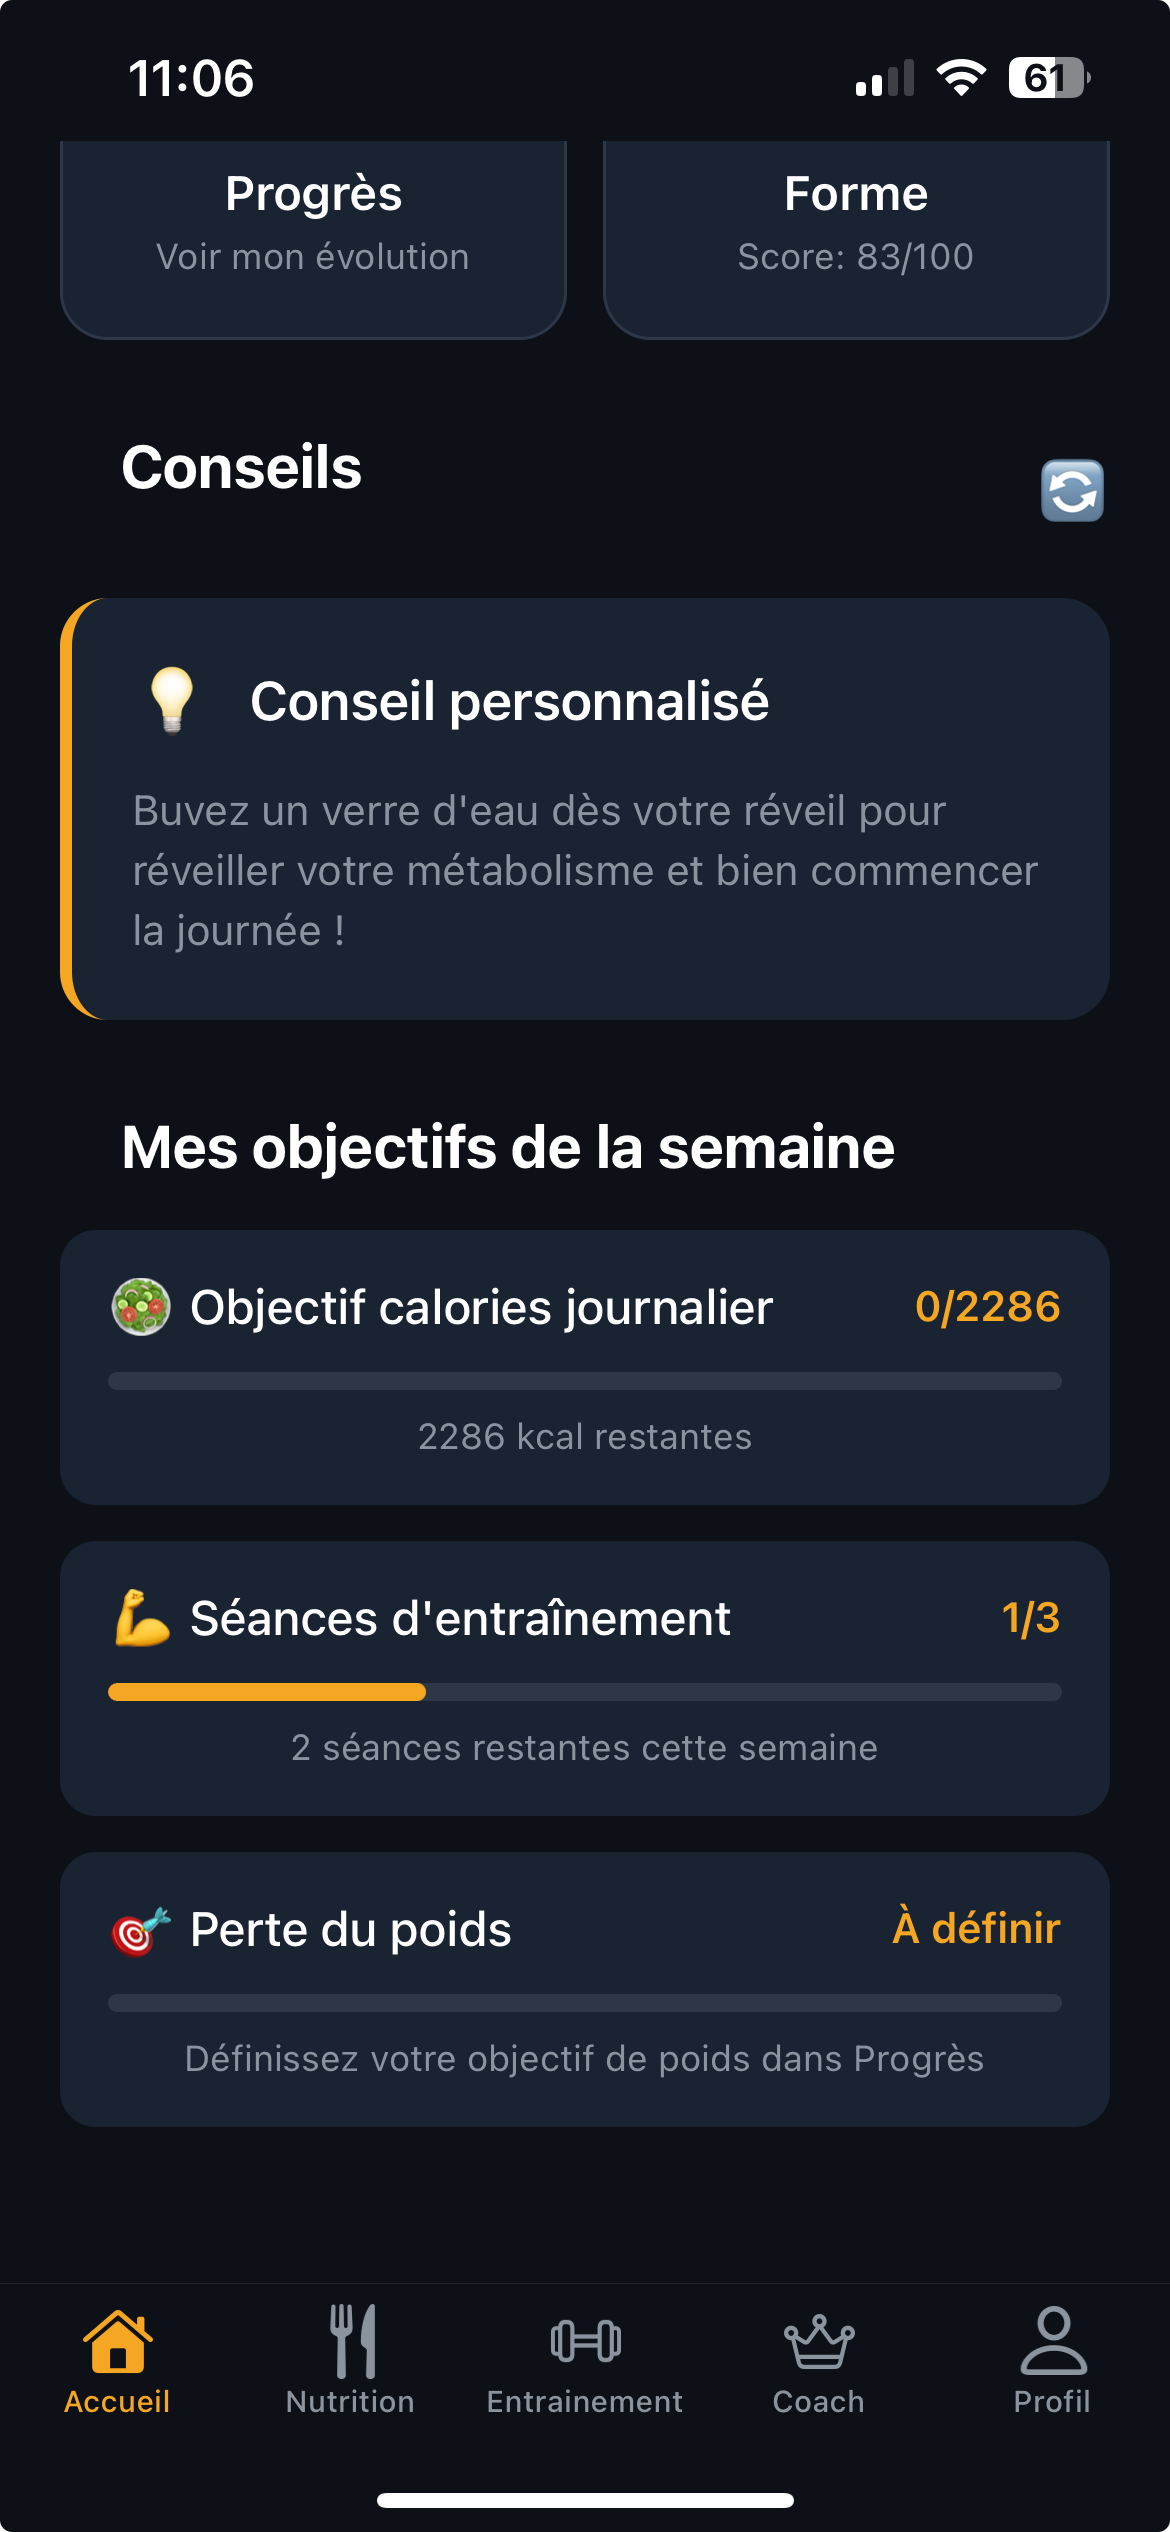 11:06
61
Progrès
Voir mon évolution
Forme
Score: 83/100
Conseils
Conseil personnalisé
Buvez un verre d'eau dès votre réveil pour
réveiller votre métabolisme et bien commencer
la journée !
Mes objectifs de la semaine
Objectif calories journalier 0/2286
2286 kcal restantes
Séances d'entraînement 1/3
2 séances restantes cette semaine
Perte du poids À définir
Définissez votre objectif de poids dans Progrès
Accueil Nutrition Entrainement Coach Profil